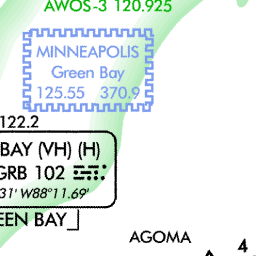 AWOS-3 120.925
MINNEAPOLIS
Green Bay
125.55 370.9
122.2
BAY (VH) (H)
GRB 102
31' W88°11.69'
EEN BAY
AGOMA
4